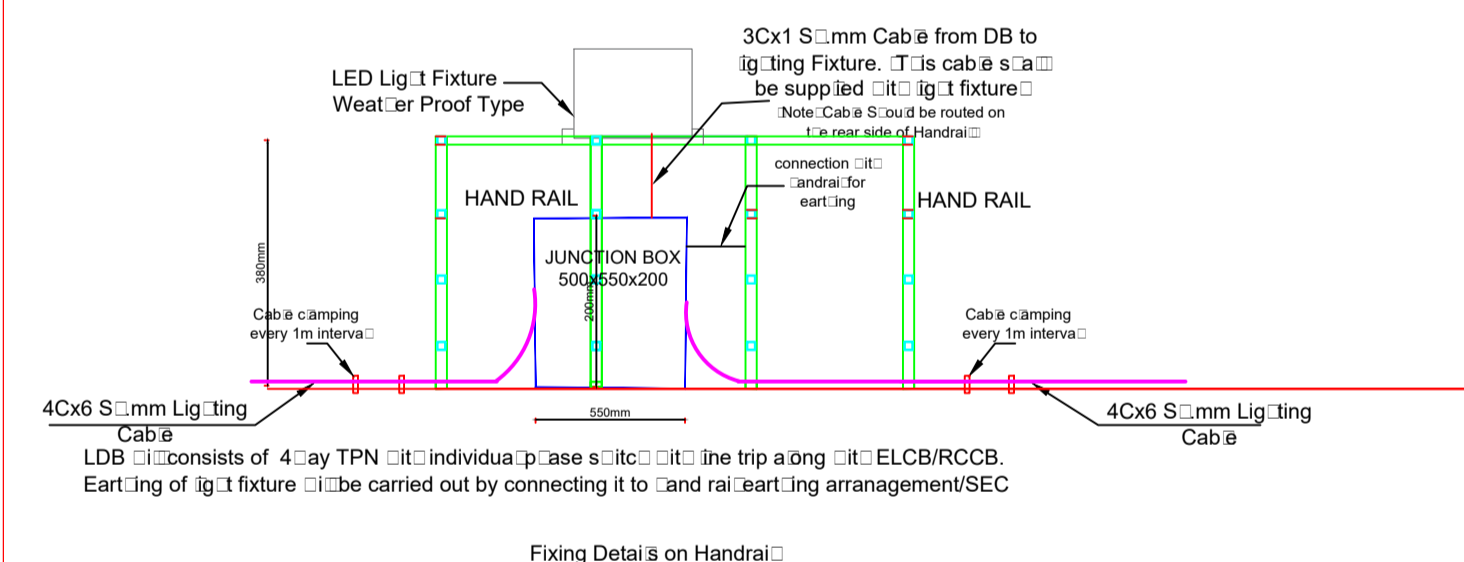 3Cx1 S□.mm Cab□e from DB to
□ig□ting Fixture. □T□is cab□e s□a□□
be supp□ied □it□ □ig□t fixture□
□Note□Cab□e S□ou□d be routed on
t□e rear side of Handrai□□
LED Lig□t Fixture
Weat□er Proof Type
connection □it□
□andrai□for
eart□ing
HAND RAIL
HAND RAIL
JUNCTION BOX
500x550x200
380mm
200mm
Cab□e c□amping
every 1m interva□
Cab□e c□amping
every 1m interva□
550mm
4Cx6 S□.mm Lig□ting
Cab□e
4Cx6 S□.mm Lig□ting
Cab□e
LDB □i□□consists of 4□ay TPN □it□ individua□p□ase s□itc□ □it□ □ine trip a□ong □it□ ELCB/RCCB.
Eart□ing of □ig□t fixture □i□□be carried out by connecting it to □and rai□eart□ing arranagement/SEC
Fixing Detai□s on Handrai□